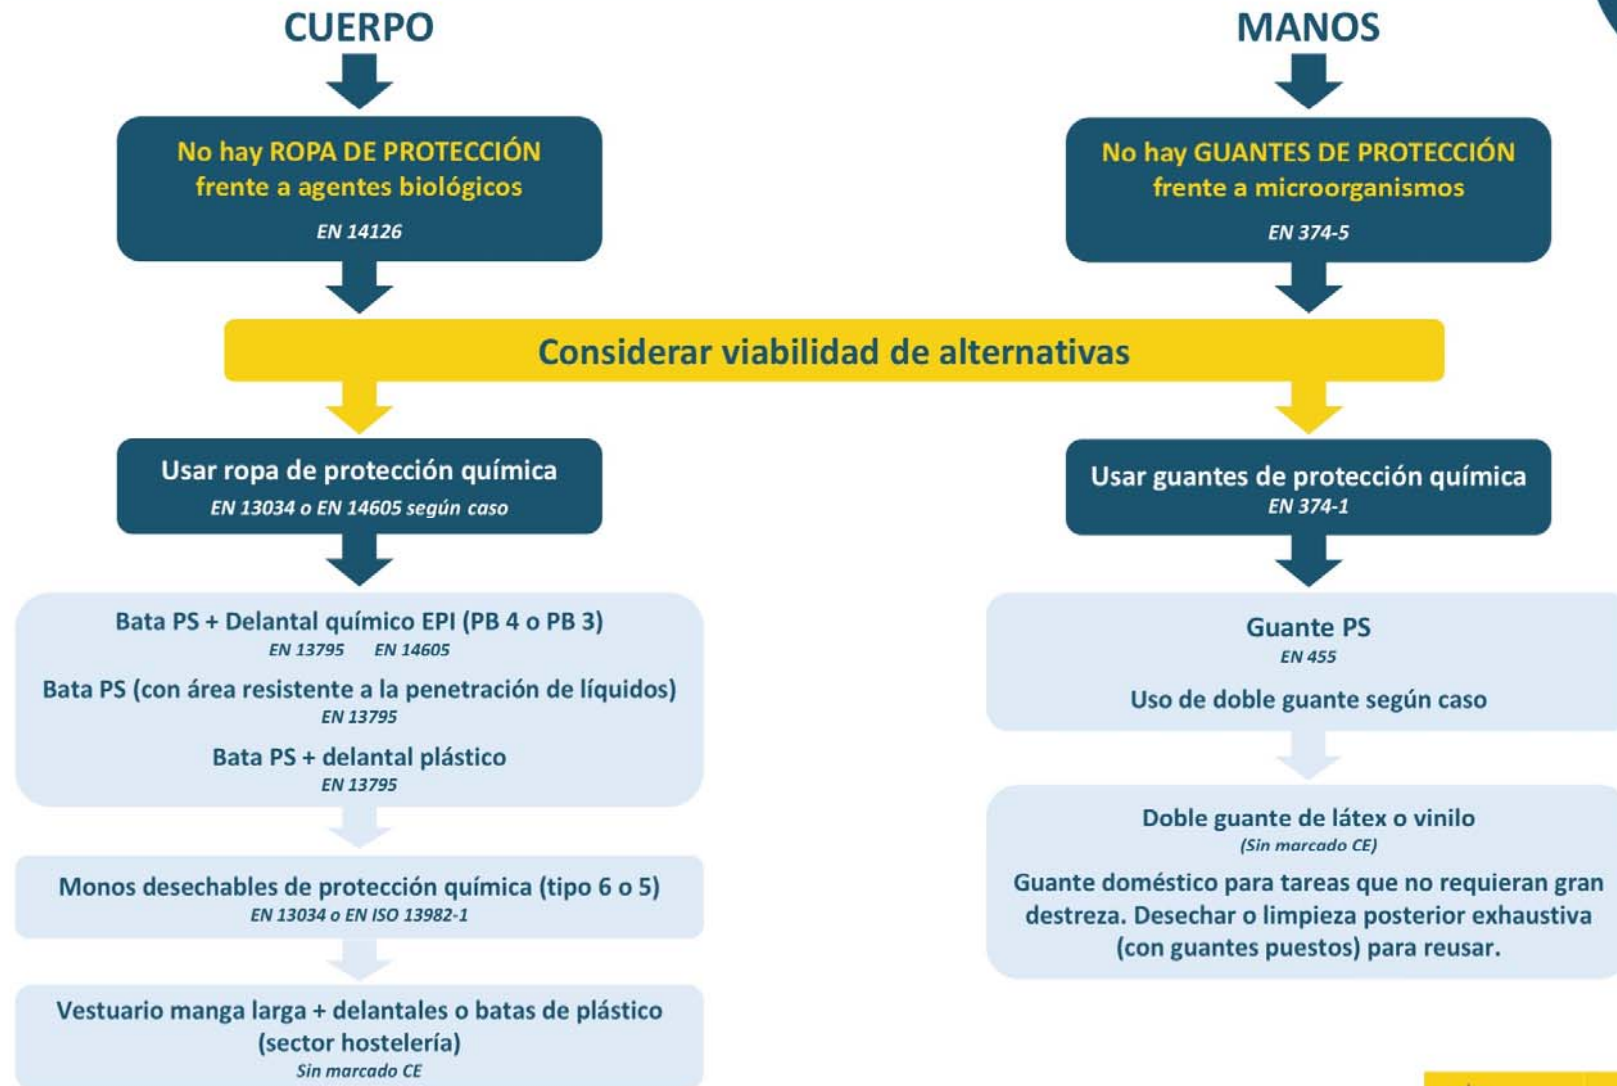 CUERPO
No hay ROPA DE PROTECCIÓN
frente a agentes biológicos
EN 14126
MANOS
No hay GUANTES DE PROTECCIÓN
frente a microorganismos
EN 374-5
Considerar viabilidad de alternativas
Usar ropa de protección química
EN 13034 o EN 14605 según caso
Bata PS + Delantal químico EPI (PB 4 o PB 3)
EN 13795 EN 14605
Bata PS (con área resistente a la penetración de líquidos)
EN 13795
Bata PS + delantal plástico
EN 13795
Monos desechables de protección química (tipo 6 o 5)
EN 13034 o EN ISO 13982-1
Vestuario manga larga + delantales o batas de plástico
(sector hostelería)
Sin marcado CE
Usar guantes de protección química
EN 374-1
Guante PS
EN 455
Uso de doble guante según caso
Doble guante de látex o vinilo
(Sin marcado CE)
Guante doméstico para tareas que no requieran gran
destreza. Desechar o limpieza posterior exhaustiva
(con guantes puestos) para reusar.